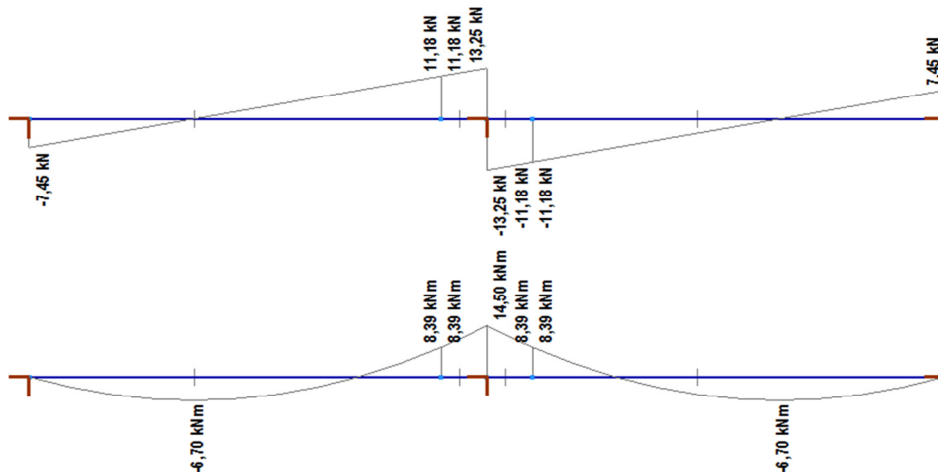 11,18 kN
11,18 kN
13,25 kN
7,45 kN
-7,45 kN
-13,25 kN
-11,18 kN
-11,18 kN
8,39 kNm
8,39 kNm
14,50 kNm
8,39 kNm
8,39 kNm
-6,70 kNm
-6,70 kNm